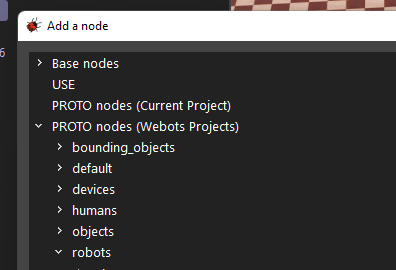 Add a node
6
Base nodes
USE
PROTO nodes (Current Project)
PROTO nodes (Webots Projects)
bounding_objects
default
devices
humans
objects
robots